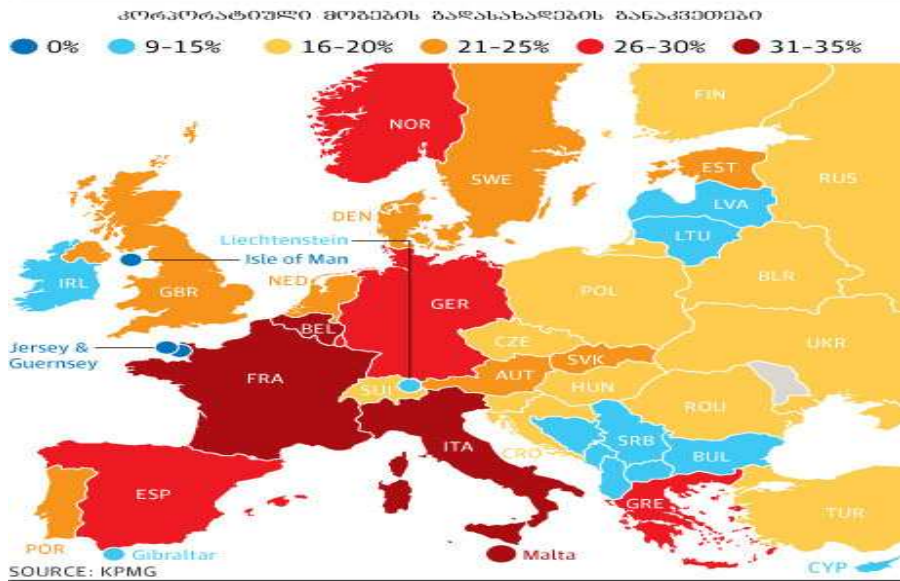 კორპორატიული მოგების გადასახადების განაკვეთები
0% 9-15% 16-20% 21-25% 26-30% 31-35%
FIN
NOR
SWE
EST
RUS
LVA
DEN
LTU
Liechtenstein
Isle of Man
IRL
GBR
NED
GER
POL
BLR
BEL
CZE
UKR
Jersey &
Guernsey
SVK
FRA
AUT
SUI
HUN
ROU
ITA
CRO
SRB
BUL
ESP
GRE
TUR
POR
Gibraltar
Malta
CYP
SOURCE: KPMG